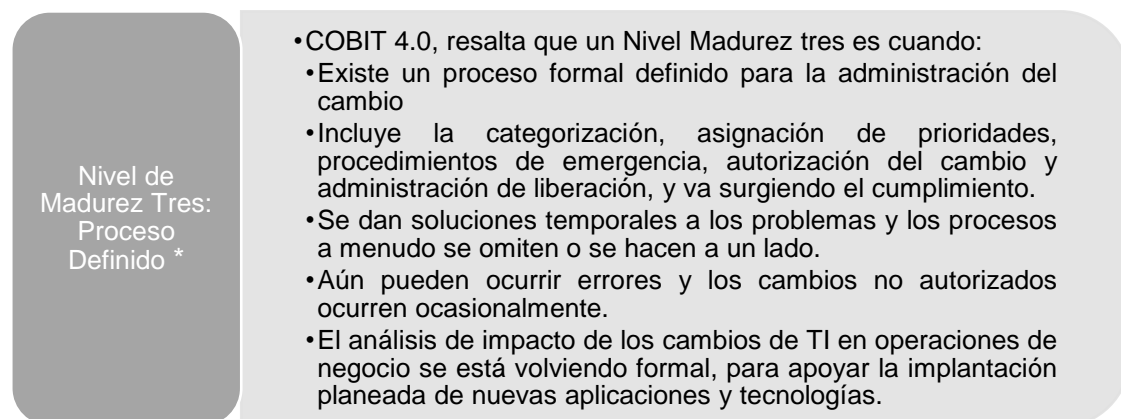 Nivel de
Madurez Tres:
Proceso
Definido *
•COBIT 4.0, resalta que un Nivel Madurez tres es cuando:
•Existe un proceso formal definido para la administración del
cambio
•Incluye la categorización, asignación de prioridades,
procedimientos de emergencia, autorización del cambio y
administración de liberación, y va surgiendo el cumplimiento.
•Se dan soluciones temporales a los problemas y los procesos
a menudo se omiten o se hacen a un lado.
•Aún pueden ocurrir errores y los cambios no autorizados
ocurren ocasionalmente.
•El análisis de impacto de los cambios de TI en operaciones de
negocio se está volviendo formal, para apoyar la implantación
planeada de nuevas aplicaciones y tecnologías.